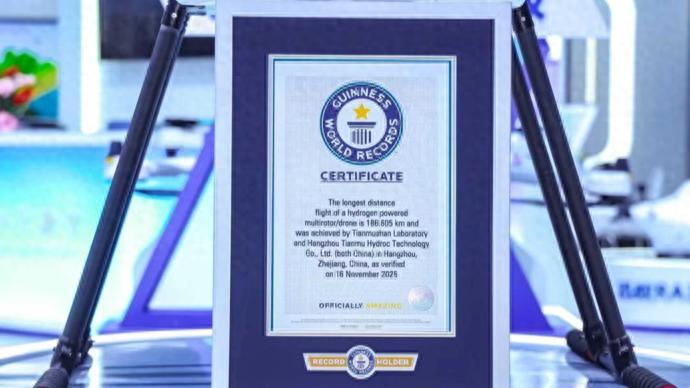 GUINNESS
WORLD RECORDS
CERTIFICATE
The longest distance
flight of a hydrogen powered
multirotor/drone is 188.605 km and
was achieved by Tianmushan Laboratory
and Hangzhou Tianmu Hydroc Technology
Co., Ltd. (both China) in Hangzhou,
Zhejiang, China, as verified
on 16 November 2025
OFFICIALLY AMAZING
RECORD HOLDER